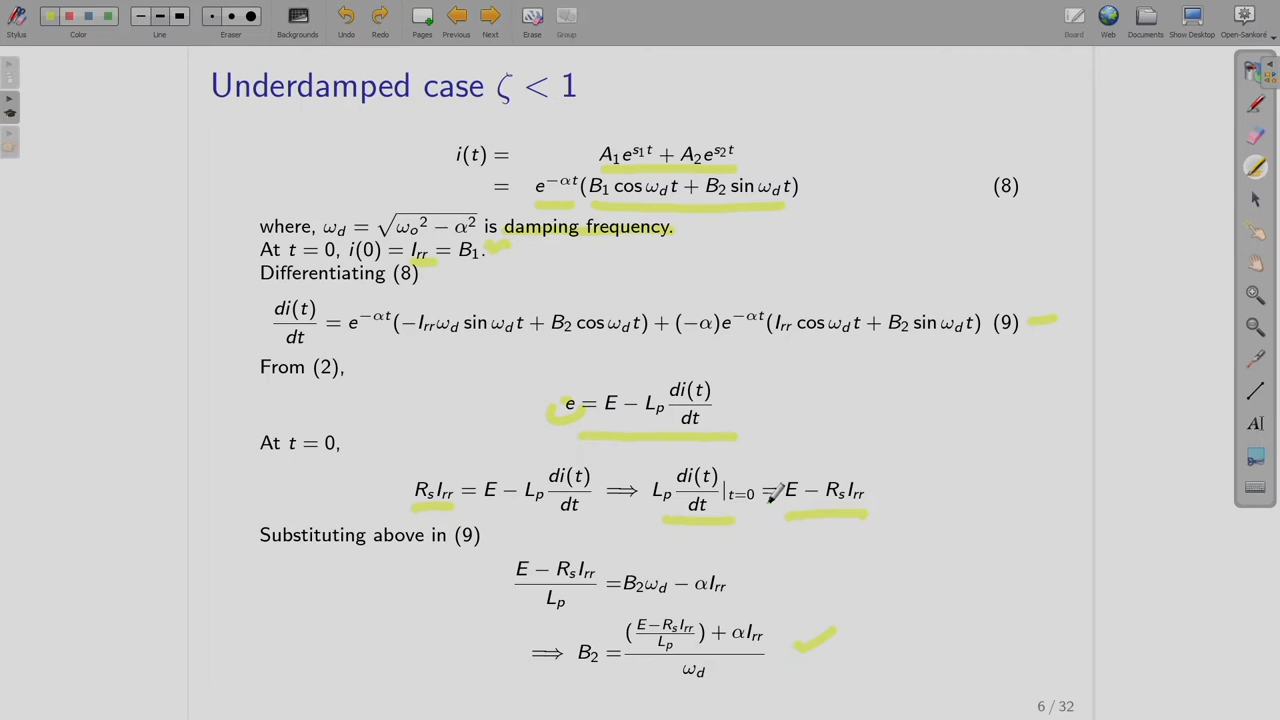 Stylus Color Line Eraser Backgrounds Undo Redo Pages Previous Next Erase Group Board Web Documents Show Desktop Open-Sankoré
Underdamped case ζ < 1
i(t) = A₁e^{s₁t} + A₂e^{s₂t}
= e^{−αt}(B₁ cos ω_d t + B₂ sin ω_d t) (8)
where, ω_d = √(ω_o² − α²) is damping frequency.
At t = 0, i(0) = I_rr = B₁.
Differentiating (8)
di(t)/dt = e^{−αt}(−I_rr ω_d sin ω_d t + B₂ cos ω_d t) + (−α)e^{−αt}(I_rr cos ω_d t + B₂ sin ω_d t) (9)
From (2),
e = E − L_p di(t)/dt
At t = 0,
R_s I_rr = E − L_p di(t)/dt ⟹ L_p di(t)/dt |_{t=0} = E − R_s I_rr
Substituting above in (9)
(E − R_s I_rr)/L_p = B₂ω_d − αI_rr
⟹ B₂ = (((E−R_s I_rr)/L_p) + αI_rr)/ω_d
6 / 32